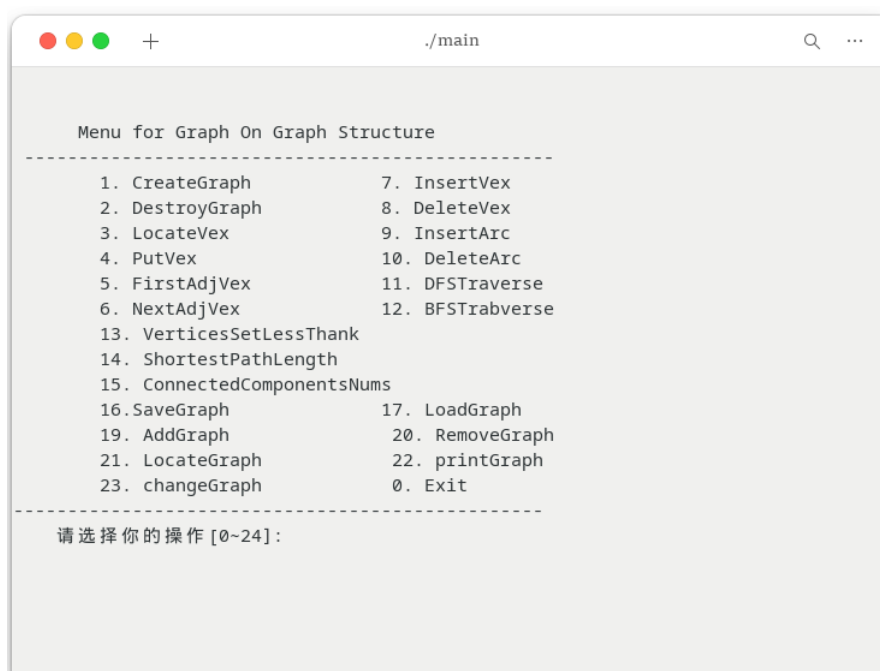 ./main
Menu for Graph On Graph Structure
-------------------------------------------------
1. CreateGraph 7. InsertVex
2. DestroyGraph 8. DeleteVex
3. LocateVex 9. InsertArc
4. PutVex 10. DeleteArc
5. FirstAdjVex 11. DFSTraverse
6. NextAdjVex 12. BFSTrabverse
13. VerticesSetLessThank
14. ShortestPathLength
15. ConnectedComponentsNums
16.SaveGraph 17. LoadGraph
19. AddGraph 20. RemoveGraph
21. LocateGraph 22. printGraph
23. changeGraph 0. Exit
-------------------------------------------------
请选择你的操作[0~24]: